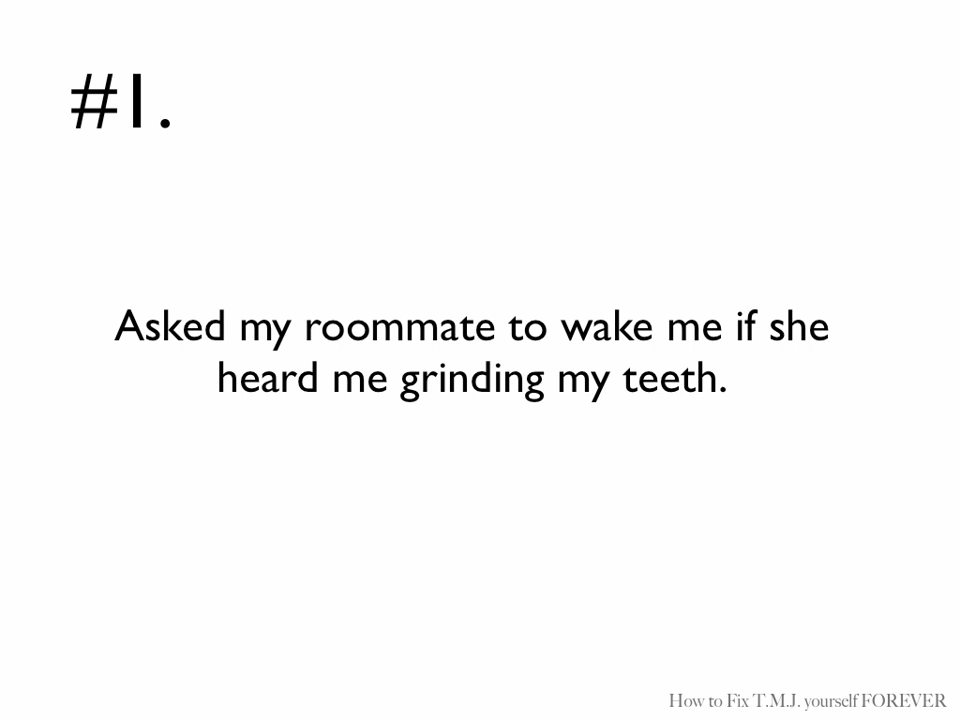 #1.
Asked my roommate to wake me if she
heard me grinding my teeth.
How to Fix T.M.J. yourself FOREVER